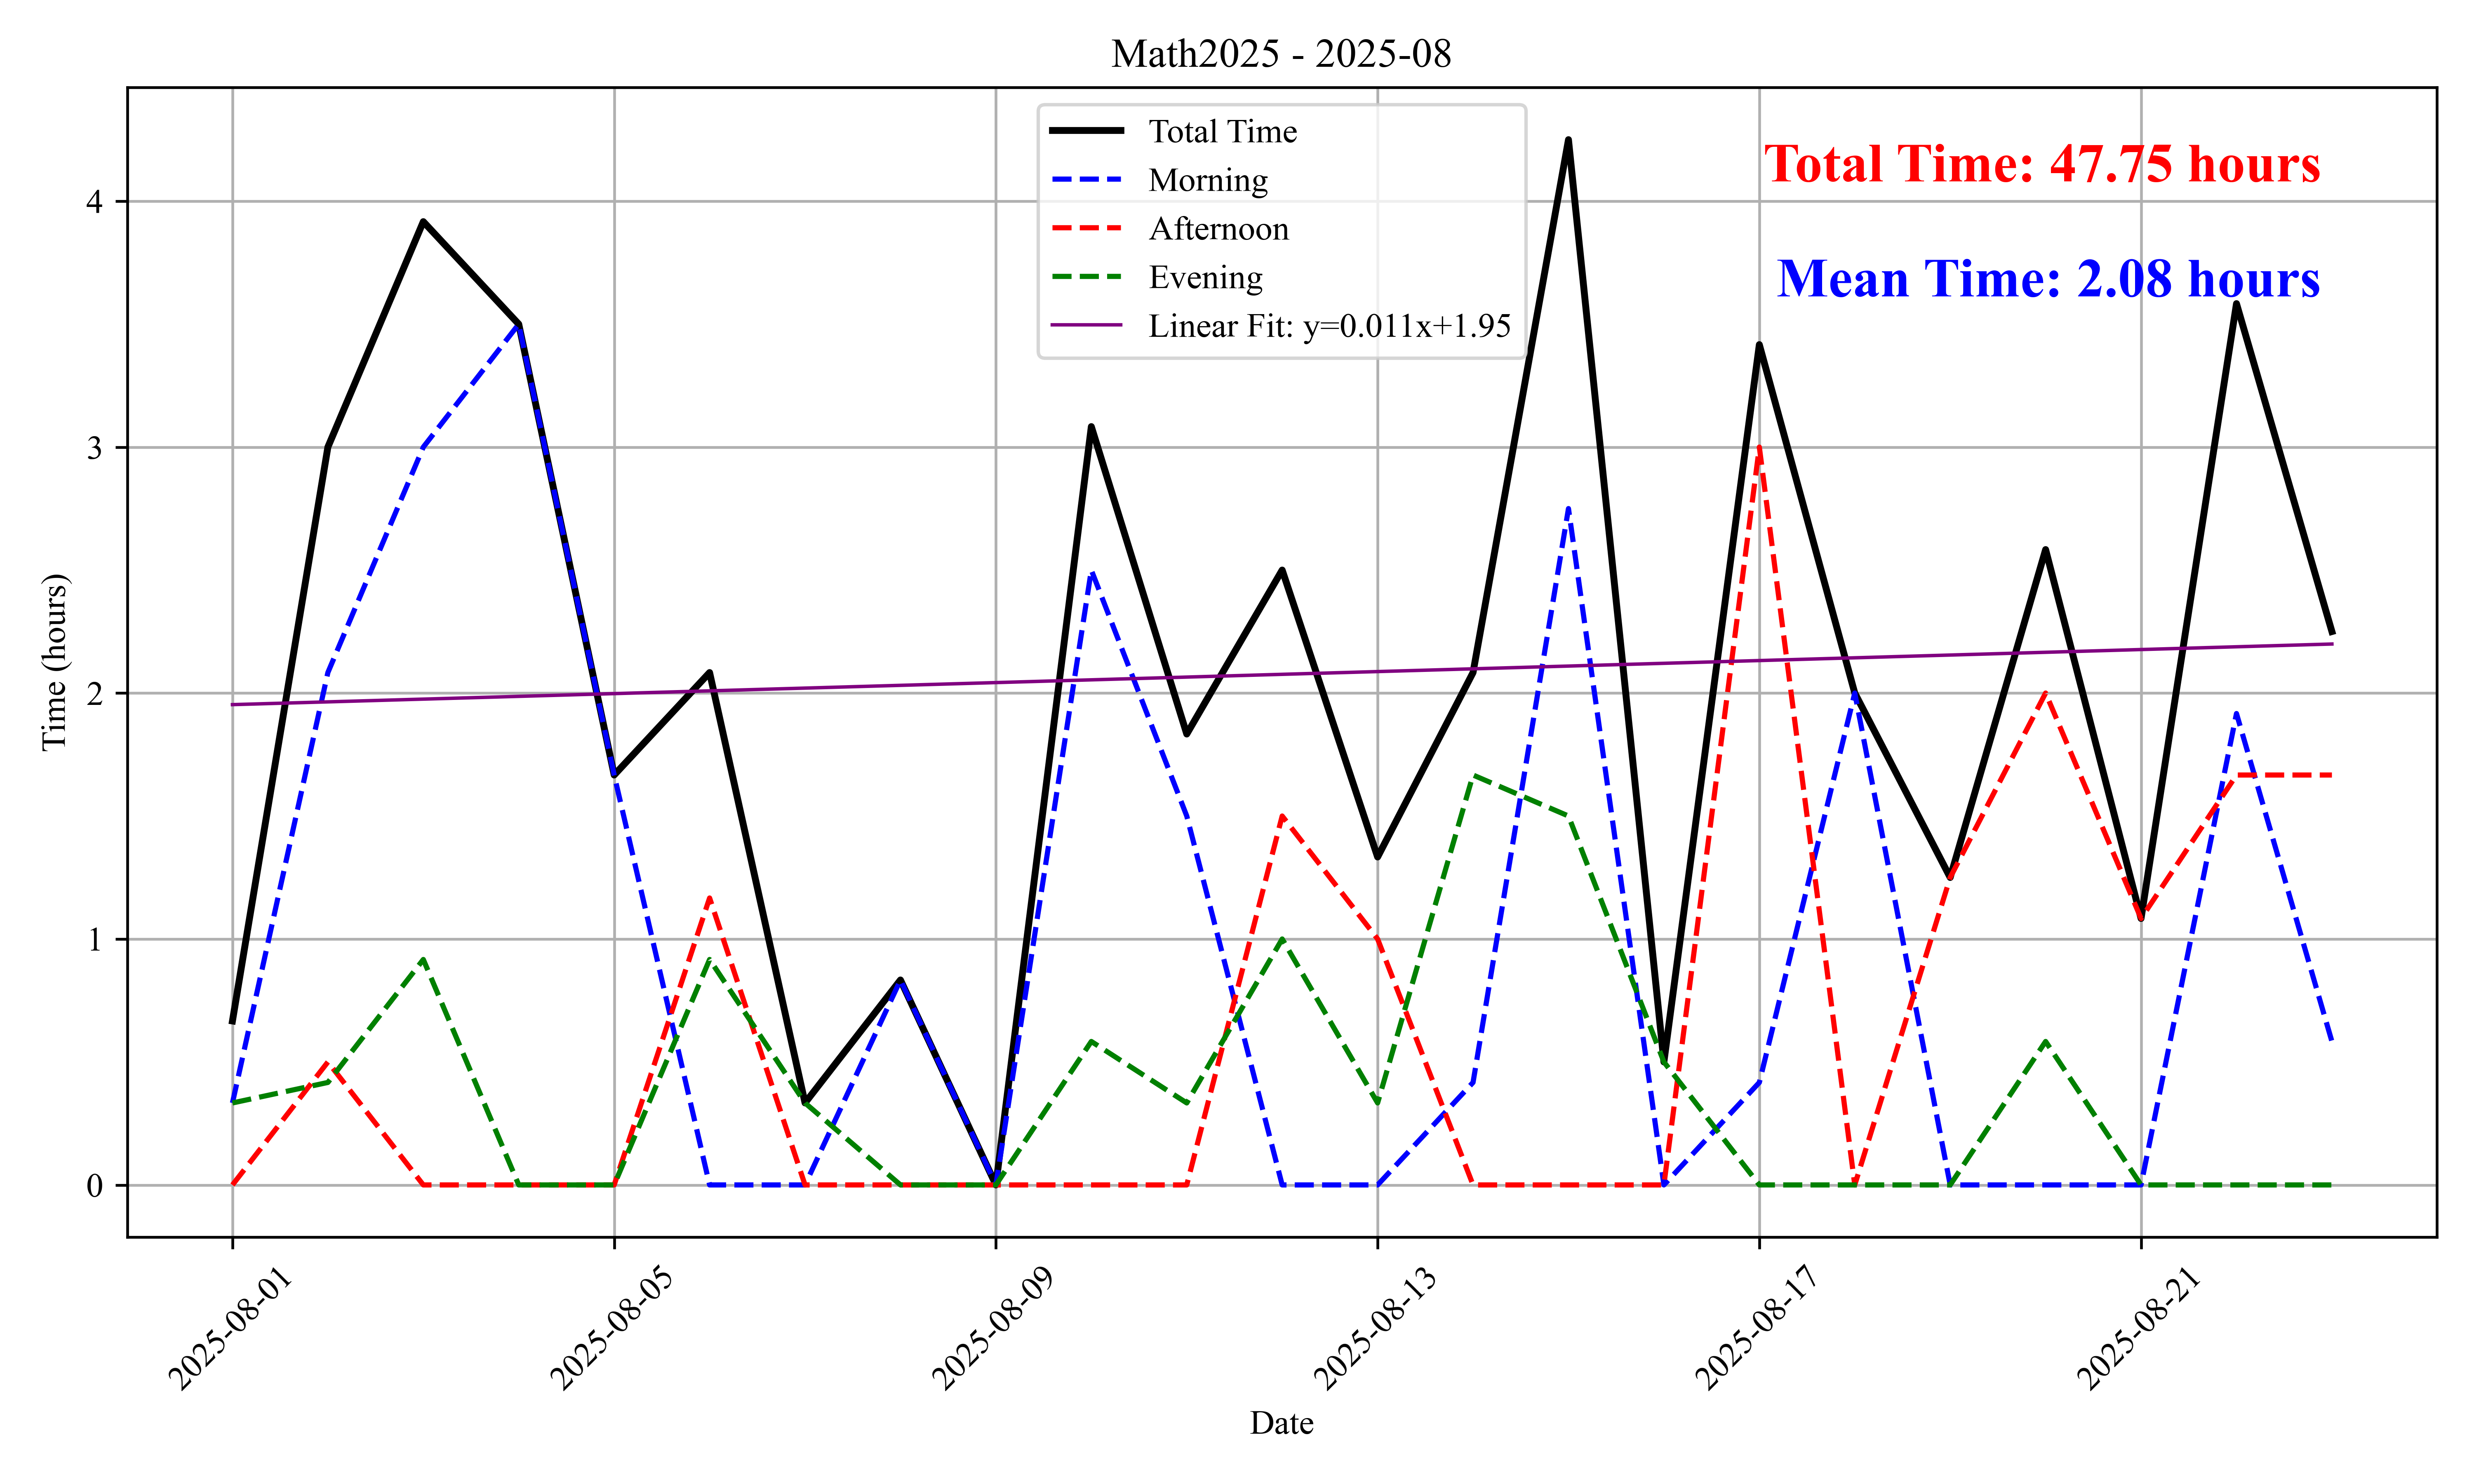 Math2025 - 2025-08
Total Time
Morning
Afternoon
Evening
Linear Fit: y=0.011x+1.95
Total Time: 47.75 hours
Mean Time: 2.08 hours
Time (hours)
4
3
2
1
0
2025-08-01
2025-08-05
2025-08-09
2025-08-13
2025-08-17
2025-08-21
Date